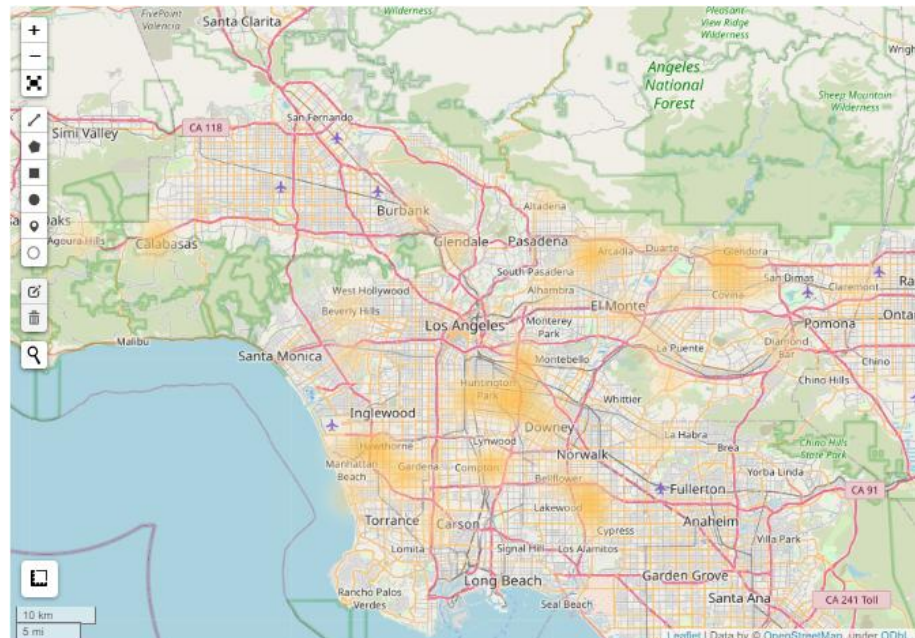 FivePoint
Valencia
Santa Clarita
Wilderness
Pleasant
View Ridge
Wilderness
Angeles
National
Forest
Sheep Mountain
Wilderness
+
−
San Fernando
Simi Valley
CA 118
Burbank
Altadena
Oaks
Agoura Hills
Calabasas
Glendale
Pasadena
Arcadia
Duarte
Glendora
San Dimas
Claremont
South Pasadena
West Hollywood
Alhambra
El Monte
Covina
Beverly Hills
Los Angeles
Monterey
Park
Pomona
Malibu
Santa Monica
Montebello
La Puente
Diamond
Bar
Chino
Chino Hills
Huntington
Park
Whittier
Inglewood
Downey
La Habra
Chino Hills
State Park
Hawthorne
Lynwood
Norwalk
Brea
Manhattan
Beach
Gardena
Compton
Yorba Linda
Bellflower
Fullerton
CA 91
Torrance
Carson
Lakewood
Cypress
Anaheim
Villa Park
Lomita
Signal Hill
Los Alamitos
Long Beach
Garden Grove
Rancho Palos
Verdes
Seal Beach
Santa Ana
CA 241 Toll
10 km
5 mi
Leaflet | Data by © OpenStreetMap, under ODbL